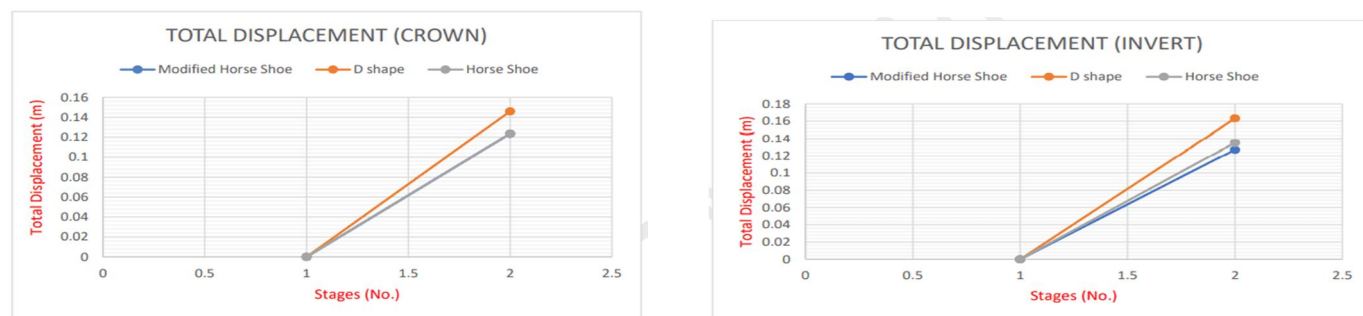 TOTAL DISPLACEMENT (CROWN)
Modified Horse Shoe D shape Horse Shoe
Total Displacement (m)
0.16
0.14
0.12
0.1
0.08
0.06
0.04
0.02
0
0 0.5 1 1.5 2 2.5
Stages (No.)
TOTAL DISPLACEMENT (INVERT)
Modified Horse Shoe D shape Horse Shoe
Total Displacement (m)
0.18
0.16
0.14
0.12
0.1
0.08
0.06
0.04
0.02
0
0 0.5 1 1.5 2 2.5
Stages (No.)